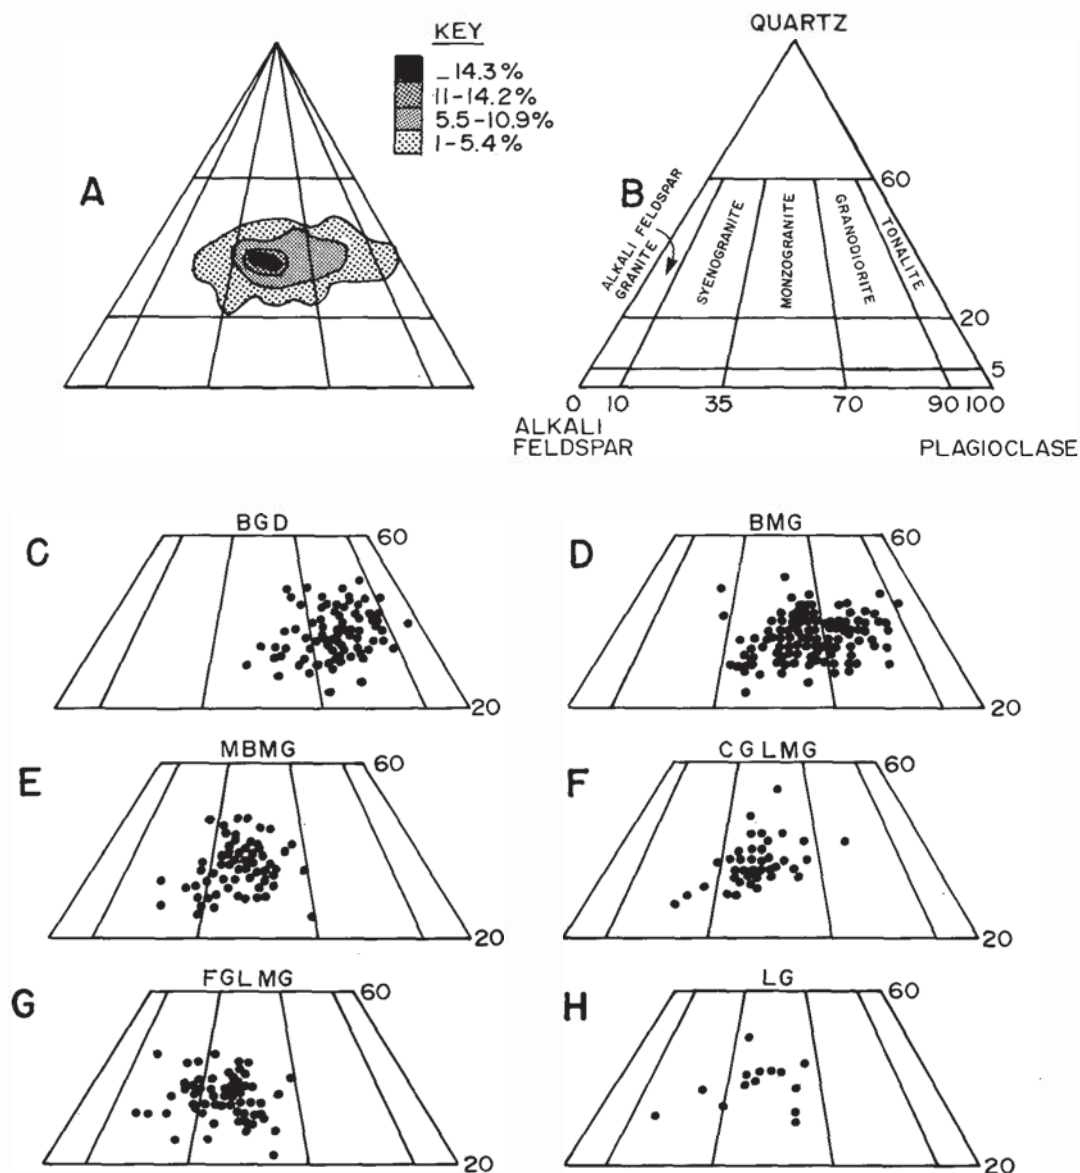 KEY
_14.3%
11-14.2%
5.5-10.9%
1-5.4%
A
QUARTZ
B
60
ALKALI FELDSPAR
GRANITE
SYENOGRANITE
MONZOGRANITE
GRANODIORITE
TONALITE
20
5
0 10 35 70 90 100
ALKALI
FELDSPAR
PLAGIOCLASE
C
BGD
60
20
D
BMG
60
20
E
MBMG
60
20
F
CGLMG
60
20
G
FGLMG
60
20
H
LG
60
20